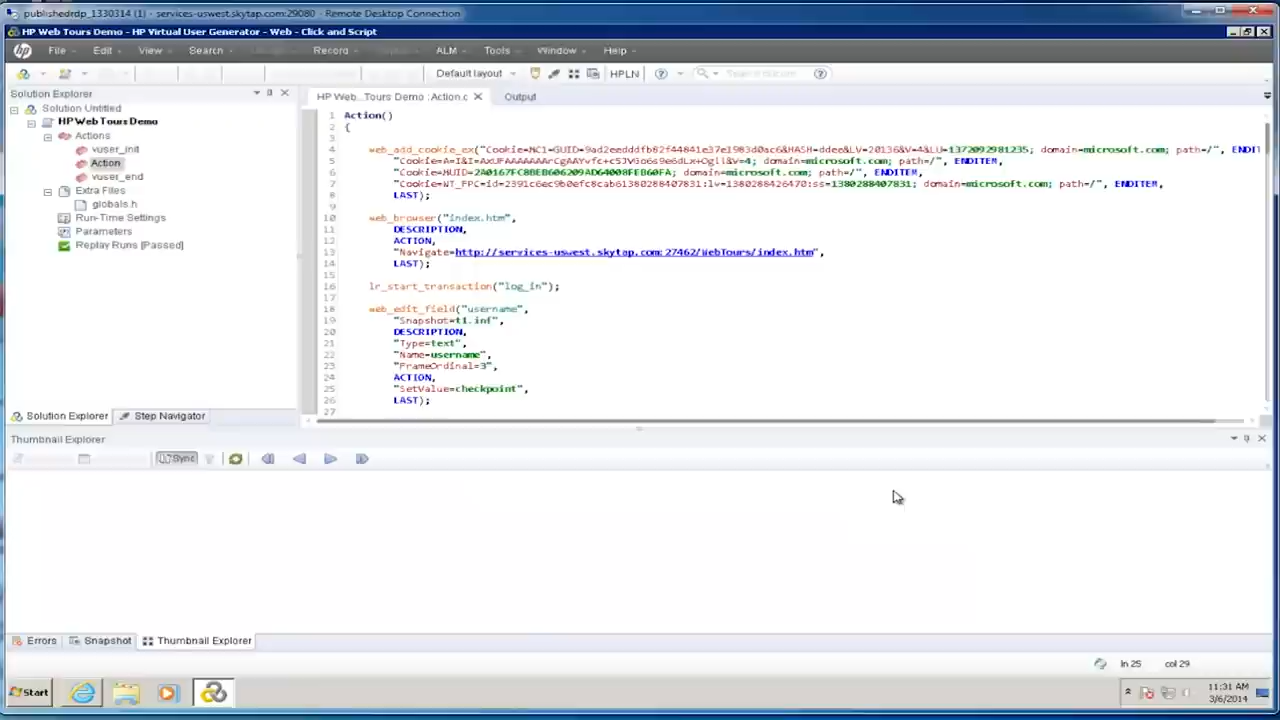 publishedrdp_1330314 (1) - services-uswest.skytap.com:29080 - Remote Desktop Connection
HP Web Tours Demo - HP Virtual User Generator - Web - Click and Script
File Edit View Search Record ALM Tools Window Help
Default layout HPLN
Solution Explorer
Solution Untitled
HP Web Tours Demo
Actions
vuser_init
Action
vuser_end
Extra Files
globals.h
Run-Time Settings
Parameters
Replay Runs [Passed]
Solution Explorer Step Navigator
HP Web...Tours Demo : Action.c Output
1 Action()
2 {
3
4 web_add_cookie_ex("Cookie=MC1=GUID=9ad2eedddfb82f44841e37e1983d0ac6&HASH=ddee&LV=20136&V=4&LU=1372092981235; domain=microsoft.com; path=/", ENDIT
5 domain=microsoft.com; path=/", ENDITEM,
6 "Cookie=MUID=2A0167FC8BED606209AD64008FEB60FA; domain=microsoft.com; path=/", ENDITEM,
7 "Cookie=WT_FPC=id=2391c6ec9b0efc8cab61380288407831:lv=1380288426470:ss=1380288407831; domain=microsoft.com; path=/", ENDITEM,
8 LAST);
9
10 web_browser("index.htm",
11 DESCRIPTION,
12 ACTION,
13 "Navigate=http://services-uswest.skytap.com:27462/WebTours/index.htm",
14 LAST);
15
16 lr_start_transaction("log_in");
17
18 web_edit_field("username",
19 "Snapshot=t1.inf",
20 DESCRIPTION,
21 "Type=text",
22 "Name=username",
23 "FrameOrdinal=3",
24 ACTION,
25 "SetValue=checkpoint",
26 LAST);
27
Thumbnail Explorer
Sync
Errors Snapshot Thumbnail Explorer
ln 25 col 29
Start
11:31 AM
3/6/2014